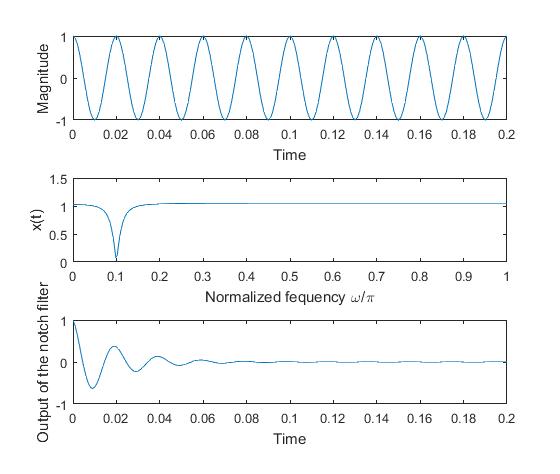 Magnitude
1
0
-1
0 0.02 0.04 0.06 0.08 0.1 0.12 0.14 0.16 0.18 0.2
Time
x(t)
1.5
1
0.5
0
0 0.1 0.2 0.3 0.4 0.5 0.6 0.7 0.8 0.9 1
Normalized fequency ω/π
Output of the notch filter
1
0
-1
0 0.02 0.04 0.06 0.08 0.1 0.12 0.14 0.16 0.18 0.2
Time